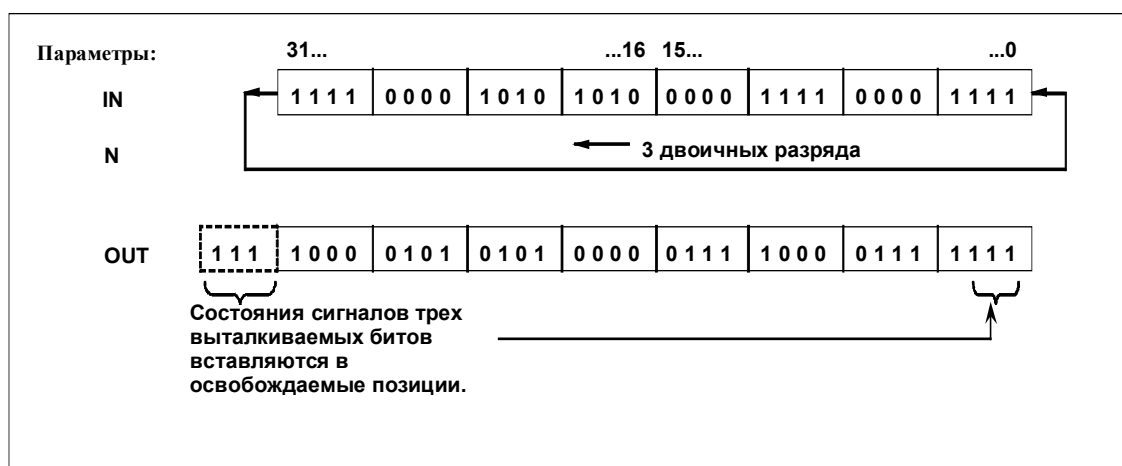 Параметры:
31... ...16 15... ...0
IN 1111 0000 1010 1010 0000 1111 0000 1111
N 3 двоичных разряда
OUT 111 1000 0101 0101 0000 0111 1000 0111 1111
Состояния сигналов трех
выталкиваемых битов
вставляются в
освобождаемые позиции.